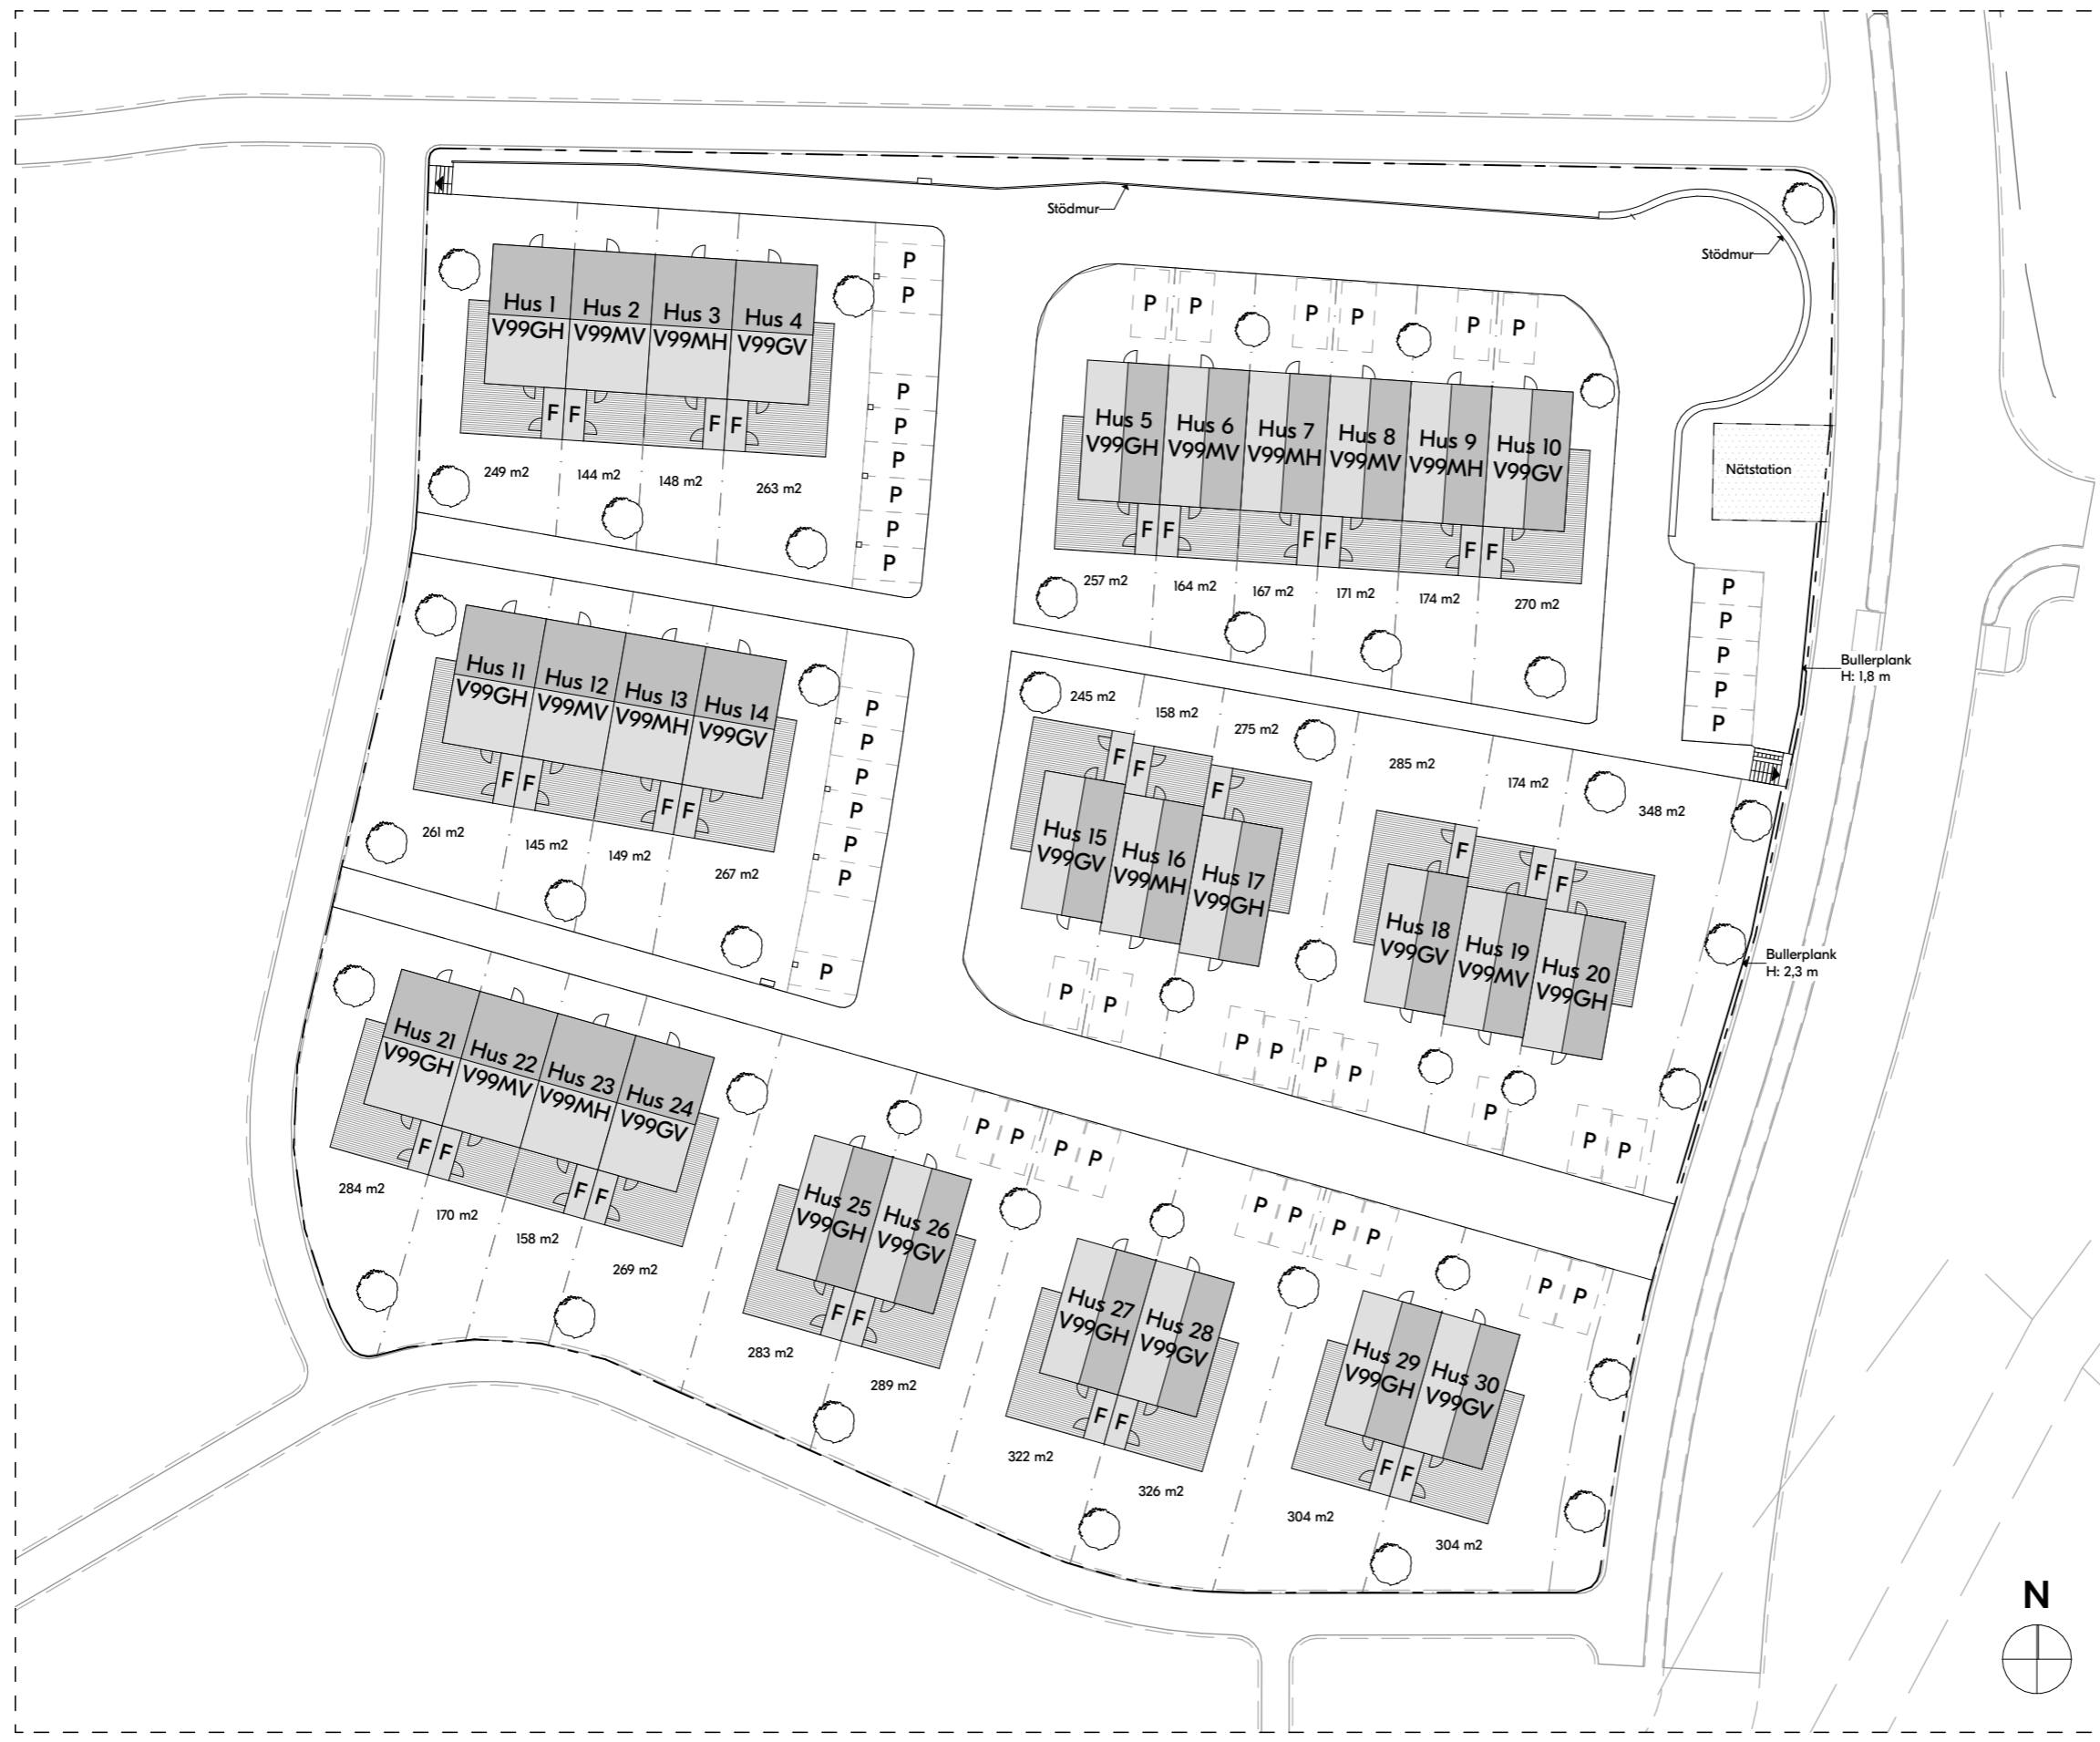 Stödmur
Stödmur
P
P
P
P
P
P
P
P
Hus 1
V99GH
Hus 2
V99MV
Hus 3
V99MH
Hus 4
V99GV
F F
F F
249 m2
144 m2
148 m2
263 m2
P P
P P
P P
Hus 5
V99GH
Hus 6
V99MV
Hus 7
V99MH
Hus 8
V99MV
Hus 9
V99MH
Hus 10
V99GV
F F
F F
F F
257 m2
164 m2
167 m2
171 m2
174 m2
270 m2
Nätstation
P
P
P
P
P
Bullerplank
H: 1,8 m
Hus 11
V99GH
Hus 12
V99MV
Hus 13
V99MH
Hus 14
V99GV
F F
F F
261 m2
145 m2
149 m2
267 m2
P
P
P
P
P
P
P
245 m2
158 m2
275 m2
285 m2
174 m2
348 m2
F F
F
F
F F
Hus 15
V99GV
Hus 16
V99MH
Hus 17
V99GH
Hus 18
V99GV
Hus 19
V99MV
Hus 20
V99GH
Bullerplank
H: 2,3 m
P P
P P P P
P
P P
Hus 21
V99GH
Hus 22
V99MV
Hus 23
V99MH
Hus 24
V99GV
F F
F F
284 m2
170 m2
158 m2
269 m2
P P P P
Hus 25
V99GH
Hus 26
V99GV
F F
283 m2
289 m2
P P P P
Hus 27
V99GH
Hus 28
V99GV
F F
322 m2
326 m2
P P
Hus 29
V99GH
Hus 30
V99GV
F F
304 m2
304 m2
N